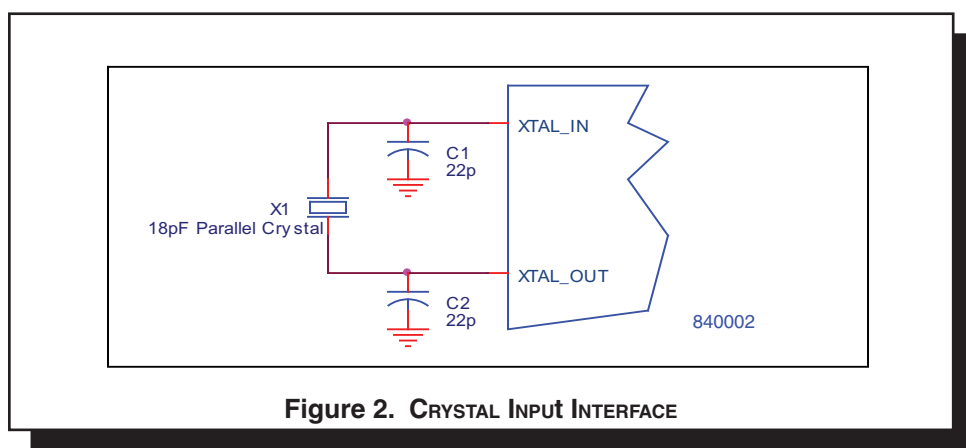 XTAL_IN
C1
22p
X1
18pF Parallel Crystal
XTAL_OUT
C2
22p
840002
Figure 2. CRYSTAL INPUt INTERFACE